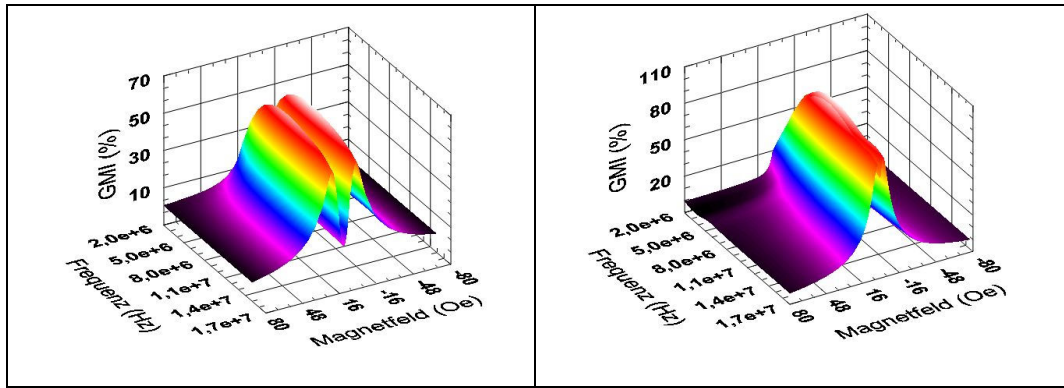 70
50
30
10
GMI (%)
2,0e+6
5,0e+6
8,0e+6
1,1e+7
1,4e+7
1,7e+7
Frequenz (Hz)
80
48
16
-16
-48
-80
Magnetfeld (Oe)
110
80
50
20
GMI (%)
2,0e+6
5,0e+6
8,0e+6
1,1e+7
1,4e+7
1,7e+7
Frequenz (Hz)
80
48
16
-16
-48
-80
Magnetfeld (Oe)